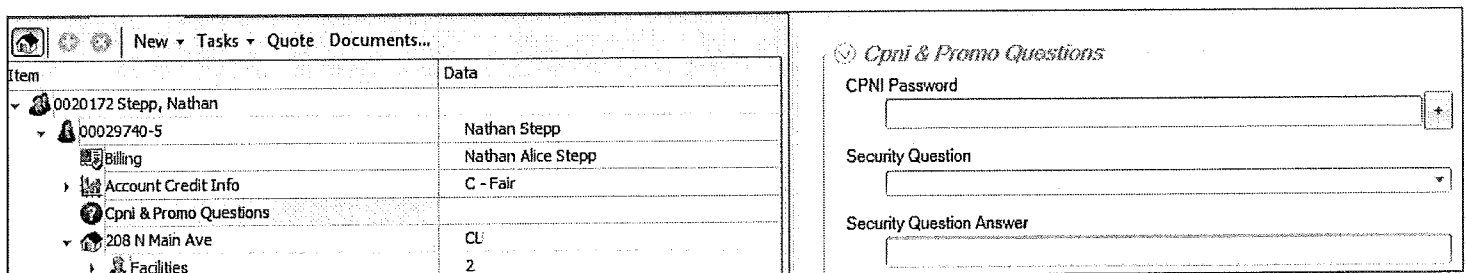 New Tasks Quote Documents...
Item Data
0020172 Stepp, Nathan
00029740-5 Nathan Stepp
Billing Nathan Alice Stepp
Account Credit Info C - Fair
Cpni & Promo Questions
208 N Main Ave CL
Facilities 2
Cpni & Promo Questions
CPNI Password
+
Security Question
Security Question Answer